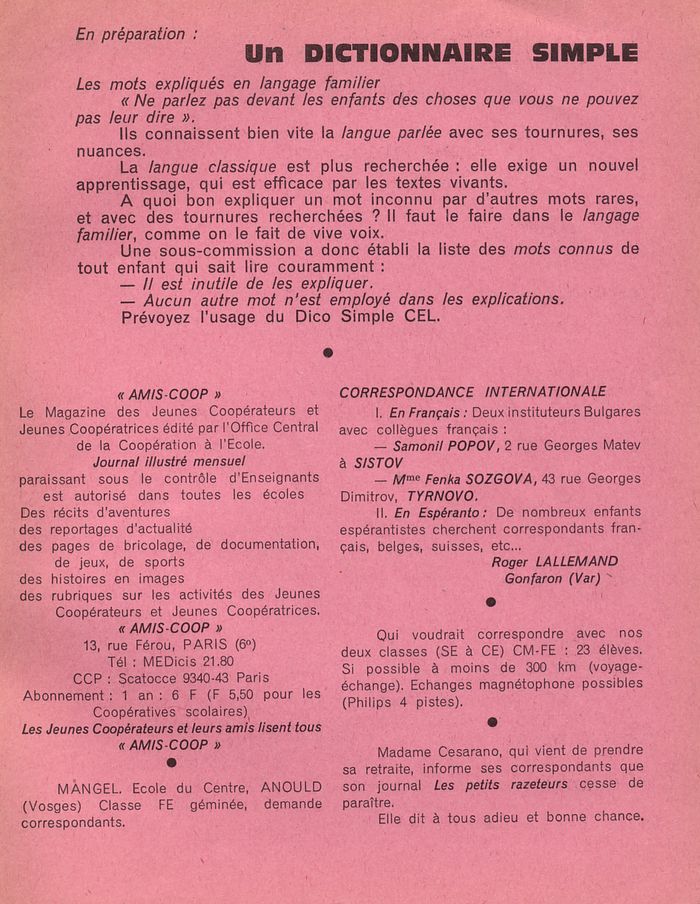 En préparation :
Un DICTIONNAIRE SIMPLE
Les mots expliqués en langage familier
« Ne parlez pas devant les enfants des choses que vous ne pouvez
pas leur dire ».
Ils connaissent bien vite la langue parlée avec ses tournures, ses
nuances.
La langue classique est plus recherchée : elle exige un nouvel
apprentissage, qui est efficace par les textes vivants.
A quoi bon expliquer un mot inconnu par d'autres mots rares,
et avec des tournures recherchées ? Il faut le faire dans le langage
familier, comme on le fait de vive voix.
Une sous-commission a donc établi la liste des mots connus de
tout enfant qui sait lire couramment :
— Il est inutile de les expliquer.
— Aucun autre mot n'est employé dans les explications.
Prévoyez l'usage du Dico Simple CEL.
« AMIS-COOP »
Le Magazine des Jeunes Coopérateurs et
Jeunes Coopératrices édité par l'Office Central
de la Coopération à l'Ecole.
Journal illustré mensuel
paraissant sous le contrôle d'Enseignants
est autorisé dans toutes les écoles
Des récits d'aventures
des reportages d'actualité
des pages de bricolage, de documentation,
de jeux, de sports
des histoires en images
des rubriques sur les activités des Jeunes
Coopérateurs et Jeunes Coopératrices.
« AMIS-COOP »
13, rue Férou, PARIS (6º)
Tél : MEDicis 21.80
CCP : Scatocce 9340-43 Paris
Abonnement : 1 an : 6 F (F 5,50 pour les
Coopératives scolaires)
Les Jeunes Coopérateurs et leurs amis lisent tous
« AMIS-COOP »
MANGEL. Ecole du Centre, ANOULD
(Vosges) Classe FE géminée, demande
correspondants.
CORRESPONDANCE INTERNATIONALE
I. En Français : Deux instituteurs Bulgares
avec collègues français :
— Samonil POPOV, 2 rue Georges Matev
à SISTOV
— Mme Fenka SOZGOVA, 43 rue Georges
Dimitrov, TYRNOVO.
II. En Espéranto : De nombreux enfants
espérantistes cherchent correspondants fran-
çais, belges, suisses, etc...
Roger LALLEMAND
Gonfaron (Var)
Qui voudrait correspondre avec nos
deux classes (SE à CE) CM-FE : 23 élèves.
Si possible à moins de 300 km (voyage-
échange). Echanges magnétophone possibles
(Philips 4 pistes).
Madame Cesarano, qui vient de prendre
sa retraite, informe ses correspondants que
son journal Les petits razeteurs cesse de
paraître.
Elle dit à tous adieu et bonne chance.